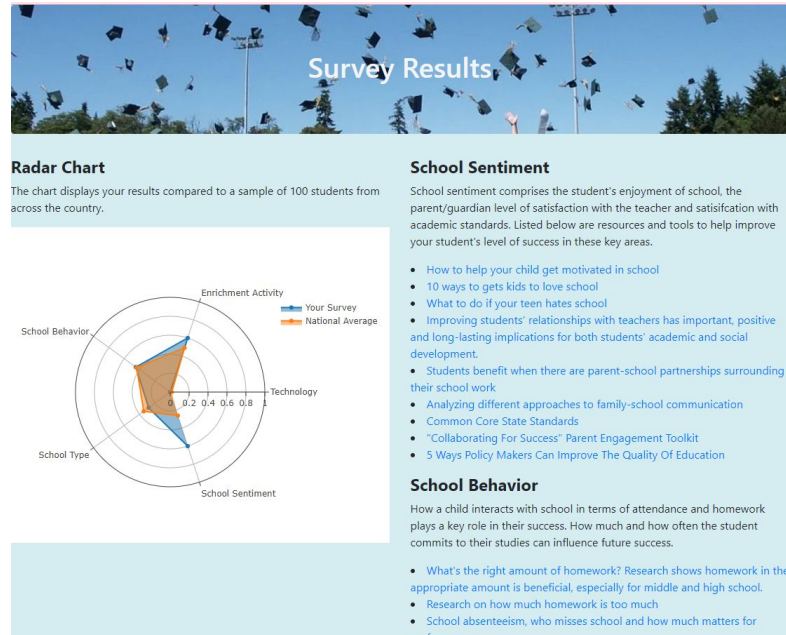 Survey Results
Radar Chart
The chart displays your results compared to a sample of 100 students from
across the country.
Enrichment Activity
Your Survey
National Average
School Behavior
Technology
0 0.2 0.4 0.6 0.8 1
School Type
School Sentiment
School Sentiment
School sentiment comprises the student's enjoyment of school, the
parent/guardian level of satisfaction with the teacher and satisifcation with
academic standards. Listed below are resources and tools to help improve
your student's level of success in these key areas.
How to help your child get motivated in school
10 ways to gets kids to love school
What to do if your teen hates school
Improving students' relationships with teachers has important, positive
and long-lasting implications for both students' academic and social
development.
Students benefit when there are parent-school partnerships surrounding
their school work
Analyzing different approaches to family-school communication
Common Core State Standards
"Collaborating For Success" Parent Engagement Toolkit
5 Ways Policy Makers Can Improve The Quality Of Education
School Behavior
How a child interacts with school in terms of attendance and homework
plays a key role in their success. How much and how often the student
commits to their studies can influence future success.
What's the right amount of homework? Research shows homework in the
appropriate amount is beneficial, especially for middle and high school.
Research on how much homework is too much
School absenteeism, who misses school and how much matters for